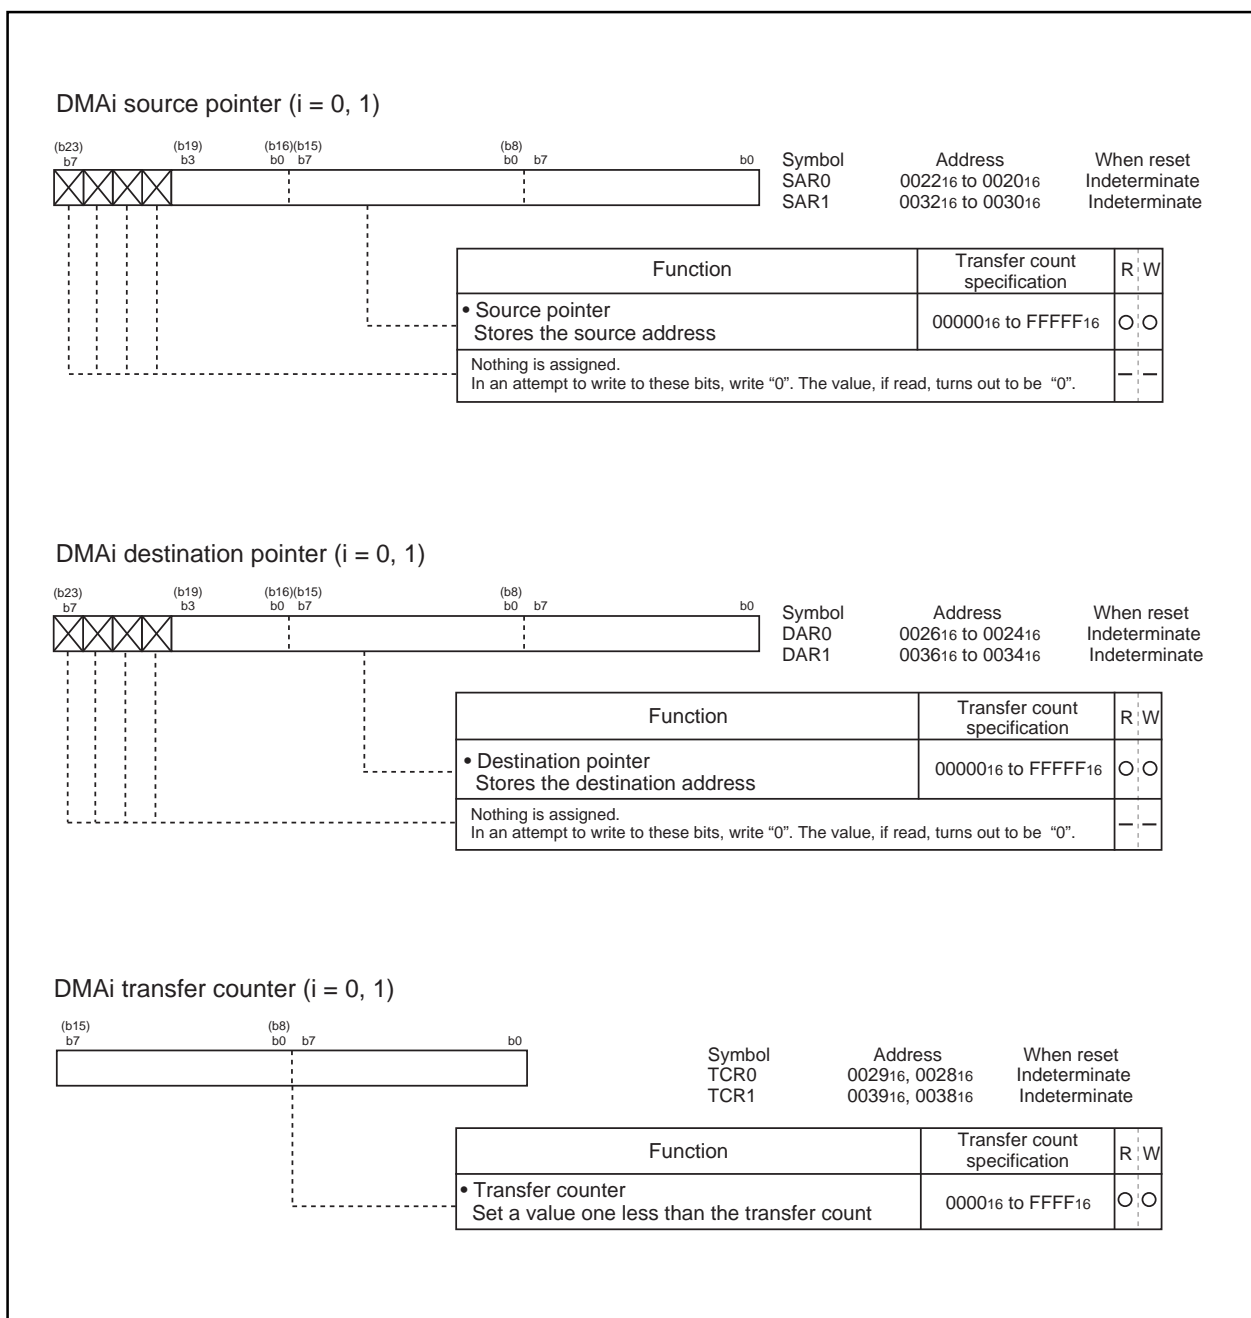 DMAi source pointer (i = 0, 1)
(b23) (b19) (b16)(b15) (b8)
b7 b3 b0 b7 b0 b7 b0
Symbol Address When reset
SAR0 002216 to 002016 Indeterminate
SAR1 003216 to 003016 Indeterminate
Function Transfer count specification R W
• Source pointer
Stores the source address
0000016 to FFFFF16
Nothing is assigned.
In an attempt to write to these bits, write “0”. The value, if read, turns out to be “0”.
DMAi destination pointer (i = 0, 1)
(b23) (b19) (b16)(b15) (b8)
b7 b3 b0 b7 b0 b7 b0
Symbol Address When reset
DAR0 002616 to 002416 Indeterminate
DAR1 003616 to 003416 Indeterminate
Function Transfer count specification R W
• Destination pointer
Stores the destination address
0000016 to FFFFF16
Nothing is assigned.
In an attempt to write to these bits, write “0”. The value, if read, turns out to be “0”.
DMAi transfer counter (i = 0, 1)
(b15) (b8)
b7 b0 b7 b0
Symbol Address When reset
TCR0 002916, 002816 Indeterminate
TCR1 003916, 003816 Indeterminate
Function Transfer count specification R W
• Transfer counter
Set a value one less than the transfer count
000016 to FFFF16